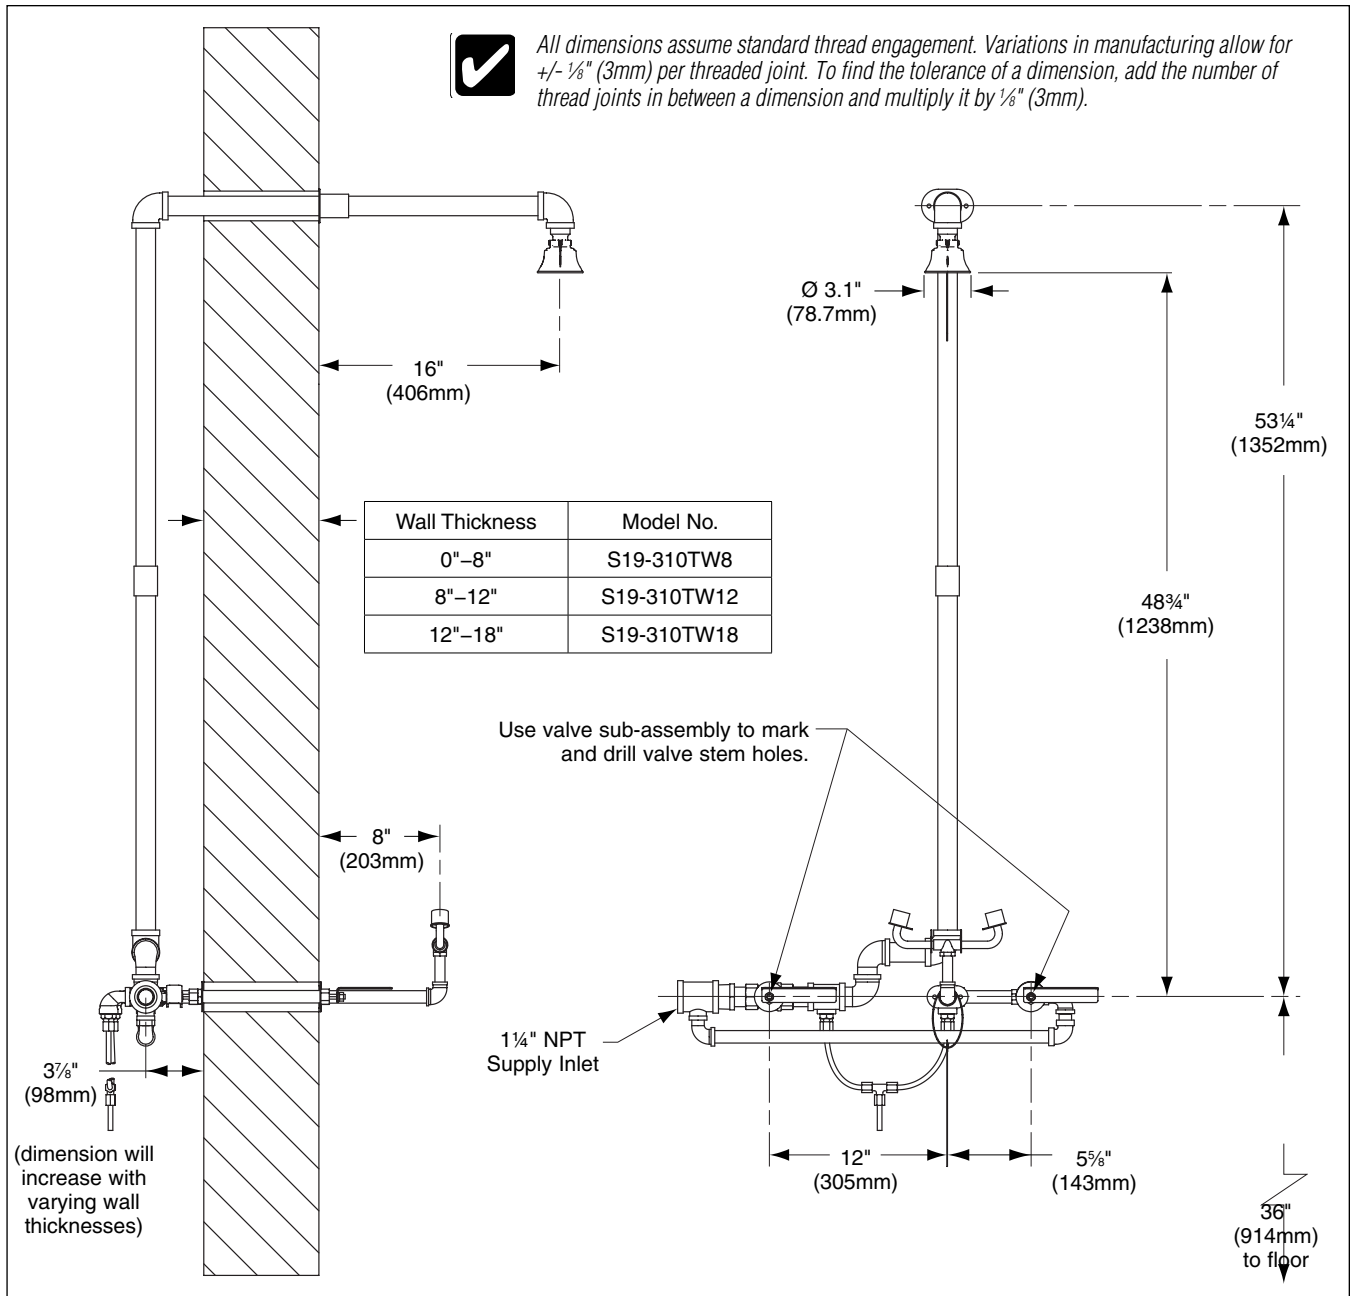 All dimensions assume standard thread engagement. Variations in manufacturing allow for
+/- ⅛" (3mm) per threaded joint. To find the tolerance of a dimension, add the number of
thread joints in between a dimension and multiply it by ⅛" (3mm).
Ø 3.1"
(78.7mm)
16"
(406mm)
53¼"
(1352mm)
Wall Thickness Model No.
0"–8" S19-310TW8
8"–12" S19-310TW12
12"–18" S19-310TW18
48¾"
(1238mm)
Use valve sub-assembly to mark
and drill valve stem holes.
8"
(203mm)
1¼" NPT
Supply Inlet
3⅞"
(98mm)
(dimension will
increase with
varying wall
thicknesses)
12"
(305mm)
5⅝"
(143mm)
36"
(914mm)
to floor